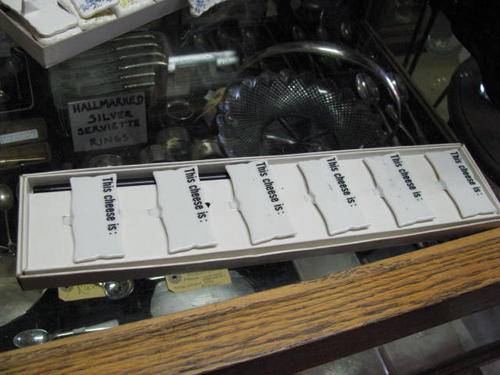 HALLMARKED
SILVER
SERVIETTE
RINGS
This cheese is:
This cheese is:
This cheese is:
This cheese is:
This cheese is:
This cheese is: